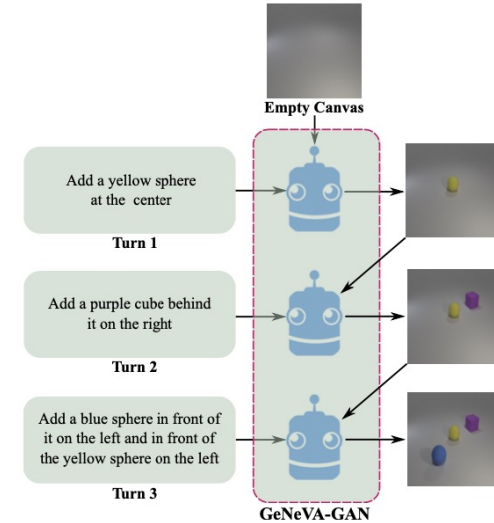 Empty Canvas
Add a yellow sphere
at the center
Turn 1
Add a purple cube behind
it on the right
Turn 2
Add a blue sphere in front of
it on the left and in front of
the yellow sphere on the left
Turn 3
GeNeVA-GAN